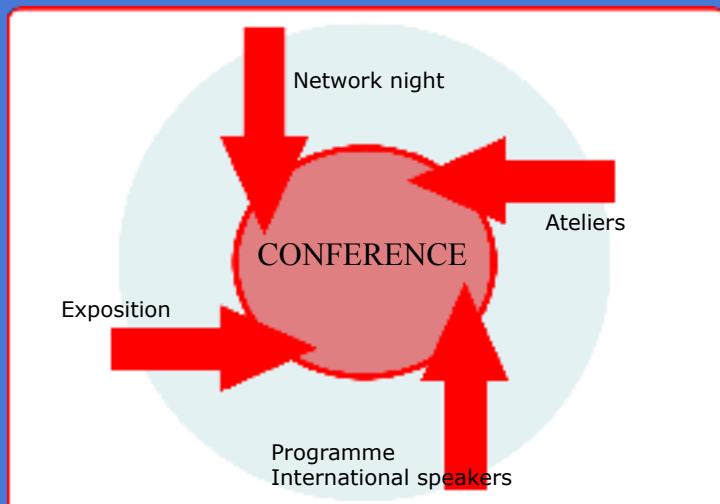 Network night
Ateliers
CONFERENCE
Exposition
Programme
International speakers